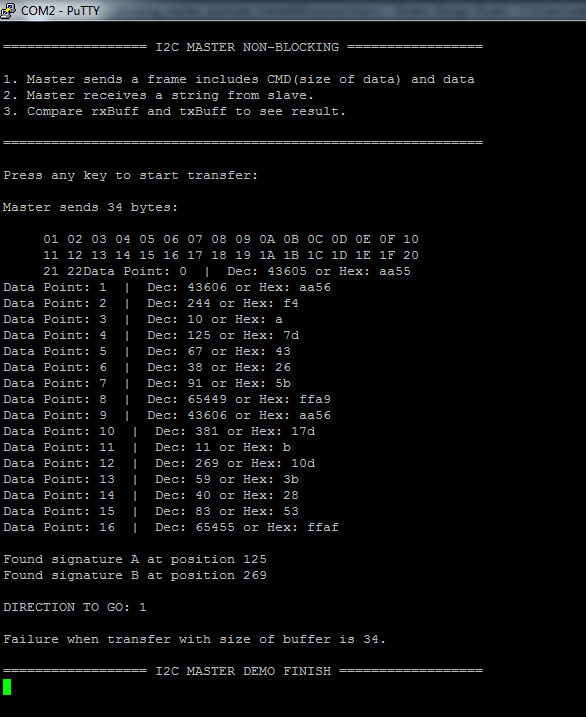 COM2 - PuTTY
================== I2C MASTER NON-BLOCKING =================
1. Master sends a frame includes CMD(size of data) and data
2. Master receives a string from slave.
3. Compare rxBuff and txBuff to see result.
============================================================
Press any key to start transfer:
Master sends 34 bytes:
01 02 03 04 05 06 07 08 09 0A 0B 0C 0D 0E 0F 10
11 12 13 14 15 16 17 18 19 1A 1B 1C 1D 1E 1F 20
21 22Data Point: 0  |  Dec: 43605 or Hex: aa55
Data Point: 1  |  Dec: 43606 or Hex: aa56
Data Point: 2  |  Dec: 244 or Hex: f4
Data Point: 3  |  Dec: 10 or Hex: a
Data Point: 4  |  Dec: 125 or Hex: 7d
Data Point: 5  |  Dec: 67 or Hex: 43
Data Point: 6  |  Dec: 38 or Hex: 26
Data Point: 7  |  Dec: 91 or Hex: 5b
Data Point: 8  |  Dec: 65449 or Hex: ffa9
Data Point: 9  |  Dec: 43606 or Hex: aa56
Data Point: 10  |  Dec: 381 or Hex: 17d
Data Point: 11  |  Dec: 11 or Hex: b
Data Point: 12  |  Dec: 269 or Hex: 10d
Data Point: 13  |  Dec: 59 or Hex: 3b
Data Point: 14  |  Dec: 40 or Hex: 28
Data Point: 15  |  Dec: 83 or Hex: 53
Data Point: 16  |  Dec: 65455 or Hex: ffaf
Found signature A at position 125
Found signature B at position 269
DIRECTION TO GO: 1
Failure when transfer with size of buffer is 34.
================== I2C MASTER DEMO FINISH ==================